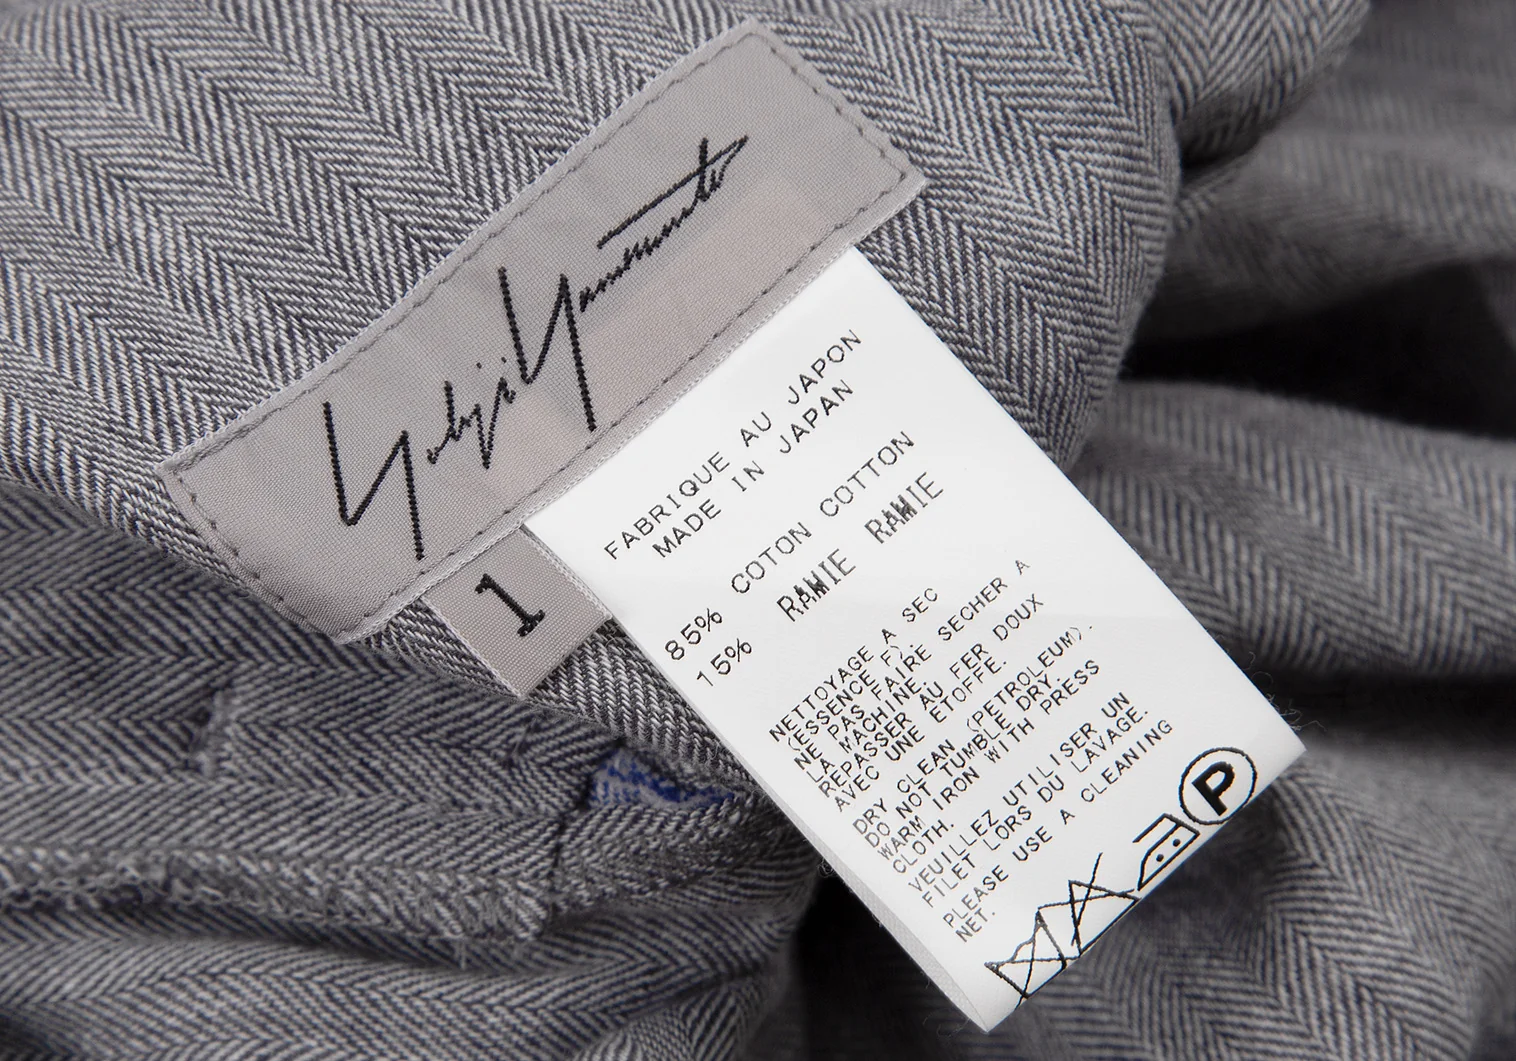 Yohji Yamamoto
1
FABRIQUE AU JAPON
MADE IN JAPAN
85% COTON COTTON
15% RAMIE RAMIE
NETTOYAGE A SEC
(ESSENCE F).
NE PAS FAIRE SECHER A
LA MACHINE.
REPASSER AU FER DOUX
AVEC UNE ETOFFE.
DRY CLEAN (PETROLEUM).
DO NOT TUMBLE DRY.
WARM IRON WITH PRESS
CLOTH.
VEUILLEZ UTILISER UN
FILET LORS DU LAVAGE.
PLEASE USE A CLEANING
NET.
P